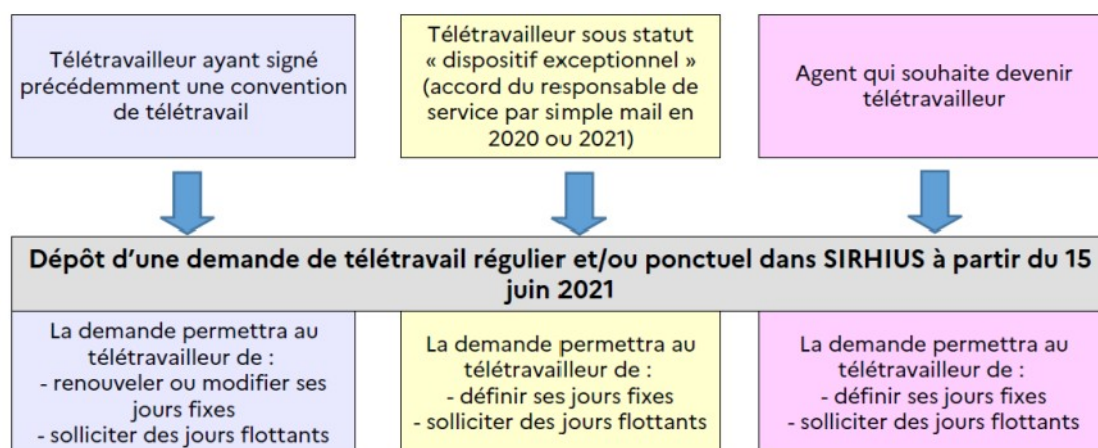 Télétravailleur ayant signé
précédemment une convention
de télétravail
Télétravailleur sous statut
« dispositif exceptionnel »
(accord du responsable de
service par simple mail en
2020 ou 2021)
Agent qui souhaite devenir
télétravailleur
Dépôt d’une demande de télétravail régulier et/ou ponctuel dans SIRHIUS à partir du 15
juin 2021
La demande permettra au
télétravailleur de :
- renouveler ou modifier ses
jours fixes
- solliciter des jours flottants
La demande permettra au
télétravailleur de :
- définir ses jours fixes
- solliciter des jours flottants
La demande permettra au
télétravailleur de :
- définir ses jours fixes
- solliciter des jours flottants